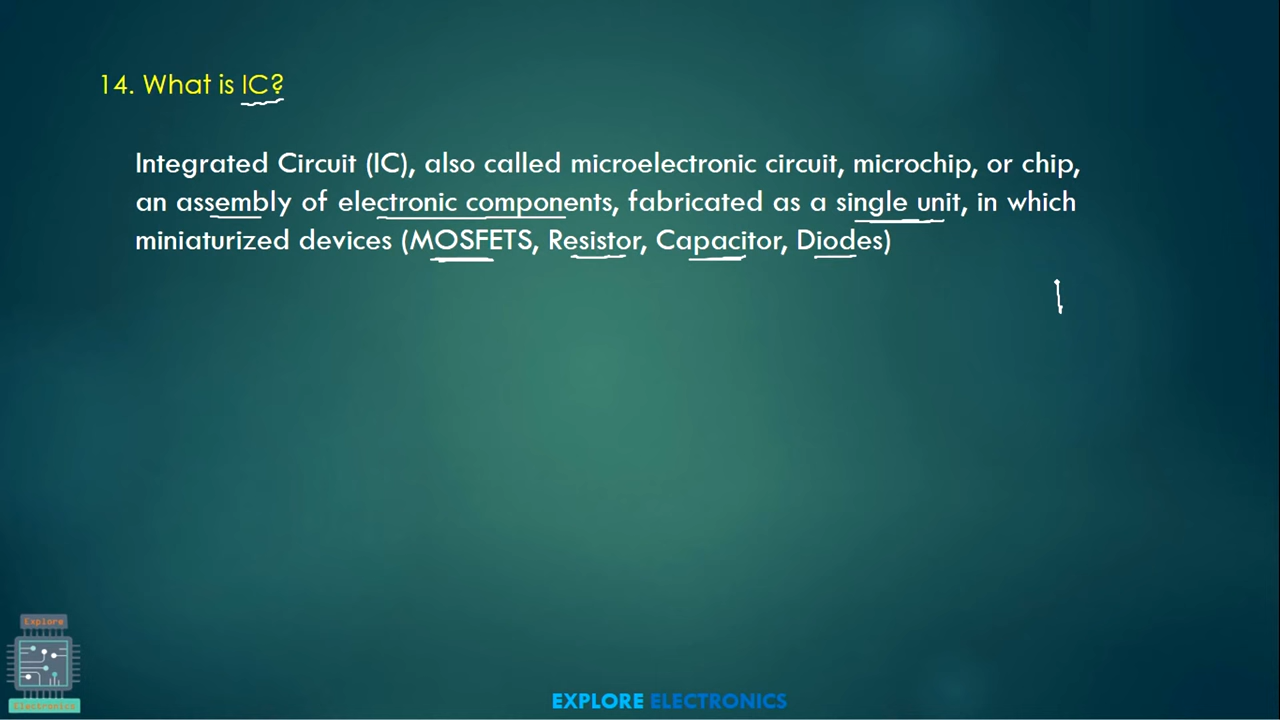 14. What is IC?
Integrated Circuit (IC), also called microelectronic circuit, microchip, or chip,
an assembly of electronic components, fabricated as a single unit, in which
miniaturized devices (MOSFETS, Resistor, Capacitor, Diodes)
Explore
Electronics
EXPLORE ELECTRONICS